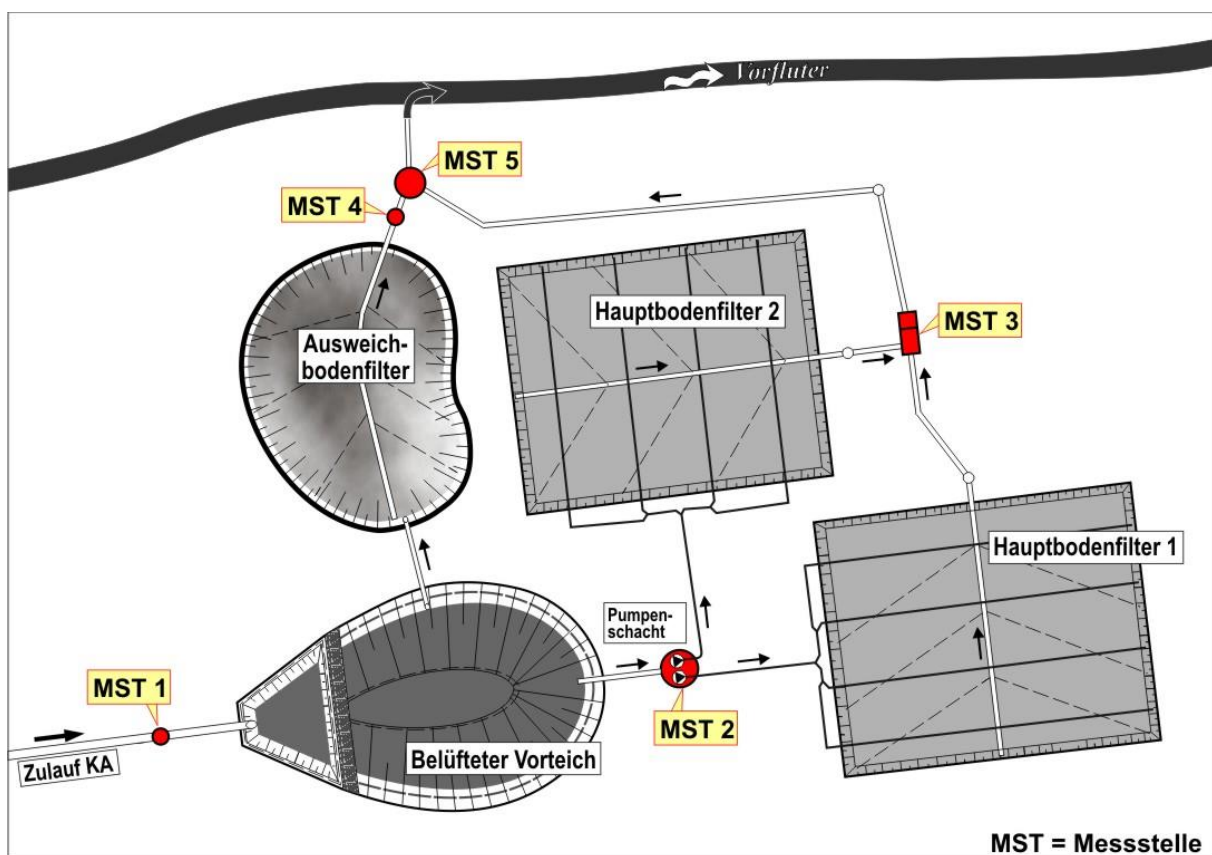 Vorfluter
MST 5
MST 4
Hauptbodenfilter 2
MST 3
Ausweich-
bodenfilter
Hauptbodenfilter 1
Pumpen-
schacht
MST 1
MST 2
Belüfteter Vorteich
Zulauf KA
MST = Messstelle